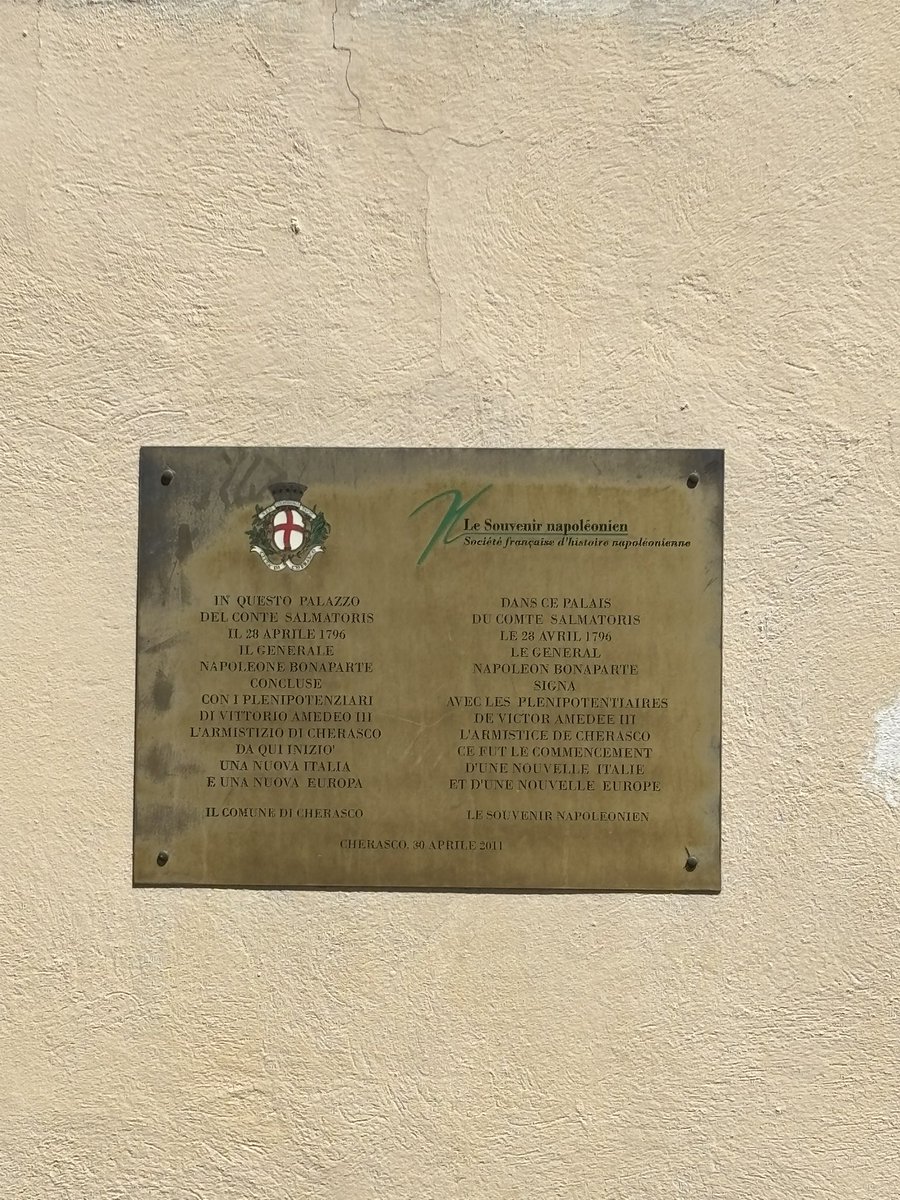 Le Souvenir napoléonien
Société française d'histoire napoléonienne
IN QUESTO PALAZZO
DEL CONTE SALMATORIS
IL 28 APRILE 1796
IL GENERALE
NAPOLEONE BONAPARTE
CONCLUSE
CON I PLENIPOTENZIARI
DI VITTORIO AMEDEO III
L'ARMISTIZIO DI CHERASCO
DA QUI INIZIO'
UNA NUOVA ITALIA
E UNA NUOVA EUROPA
IL COMUNE DI CHERASCO
DANS CE PALAIS
DU COMTE SALMATORIS
LE 28 AVRIL 1796
LE GENERAL
NAPOLEON BONAPARTE
SIGNA
AVEC LES PLENIPOTENTIAIRES
DE VICTOR AMEDEE III
L'ARMISTICE DE CHERASCO
CE FUT LE COMMENCEMENT
D'UNE NOUVELLE ITALIE
ET D'UNE NOUVELLE EUROPE
LE SOUVENIR NAPOLEONIEN
CHERASCO, 30 APRILE 2011